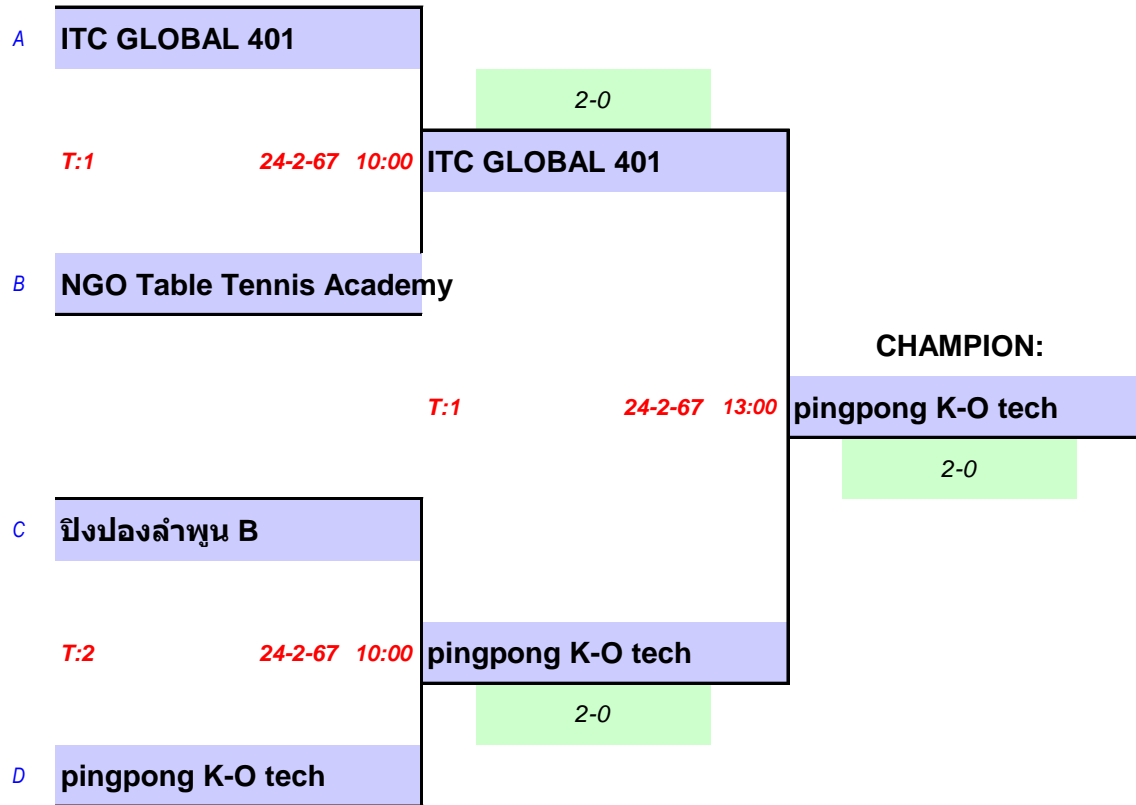 A ITC GLOBAL 401
2-0
T:1 24-2-67 10:00 ITC GLOBAL 401
B NGO Table Tennis Academy
CHAMPION:
T:1 24-2-67 13:00 pingpong K-O tech
2-0
C ปิงปองลำพูน B
T:2 24-2-67 10:00 pingpong K-O tech
2-0
D pingpong K-O tech